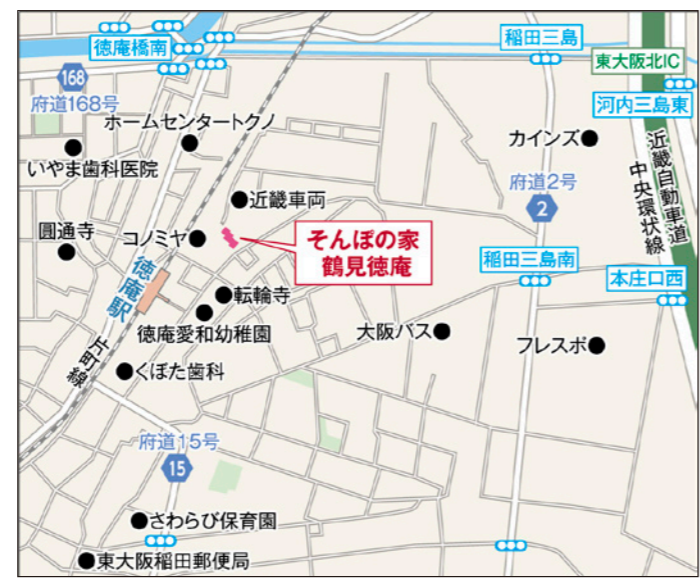 徳庵橋南
稲田三島
東大阪北IC
168
府道168号
河内三島東
ホームセンタートクノ
カインズ
いやま歯科医院
近畿自動車道
中央環状線
府道2号
2
近畿車両
圓通寺
コノミヤ
そんぽの家
鶴見徳庵
稲田三島南
本庄口西
徳庵駅
転輪寺
徳庵愛和幼稚園
大阪バス
フレスポ
片町線
くぼた歯科
府道15号
15
さわらび保育園
東大阪稲田郵便局